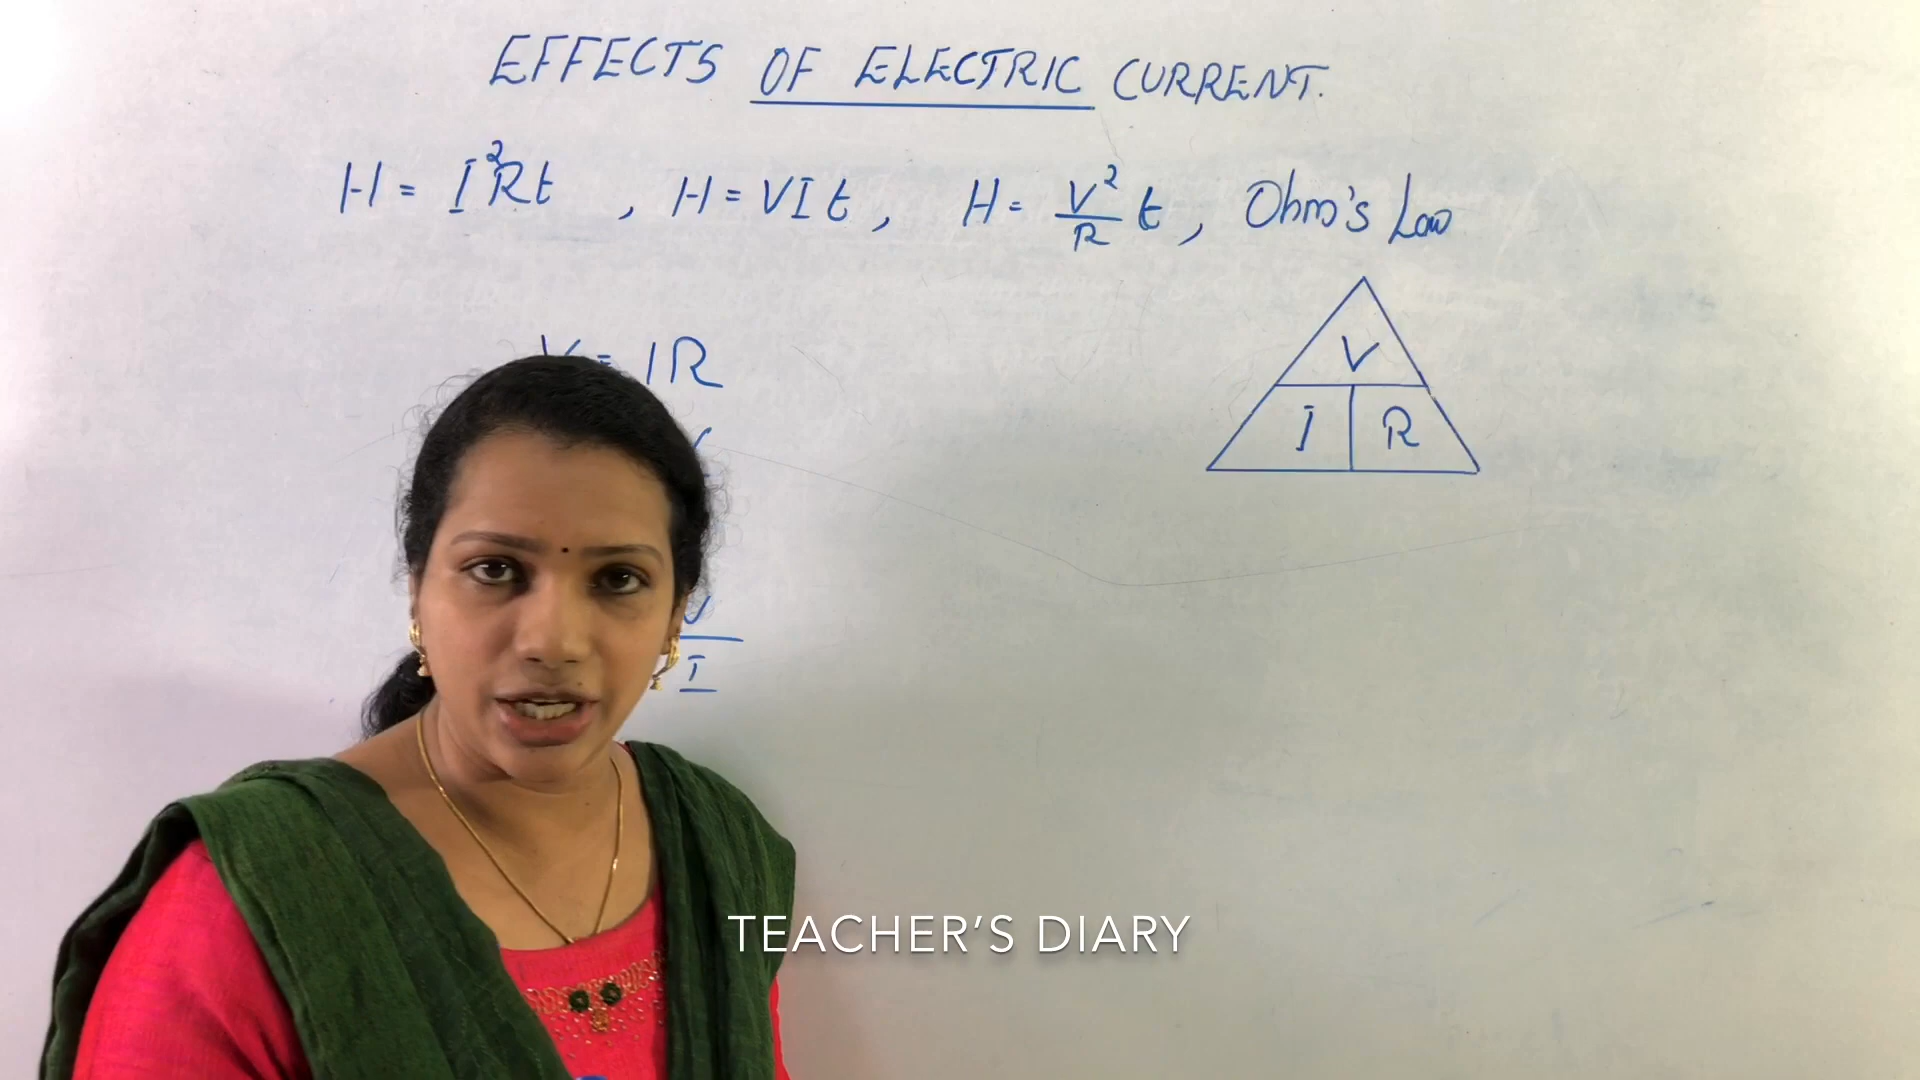 EFFECTS OF ELECTRIC CURRENT.
H = I²Rt , H = VIt , H = V²/R t , Ohm's Law
V = IR
V
I R
V
I
TEACHER'S DIARY